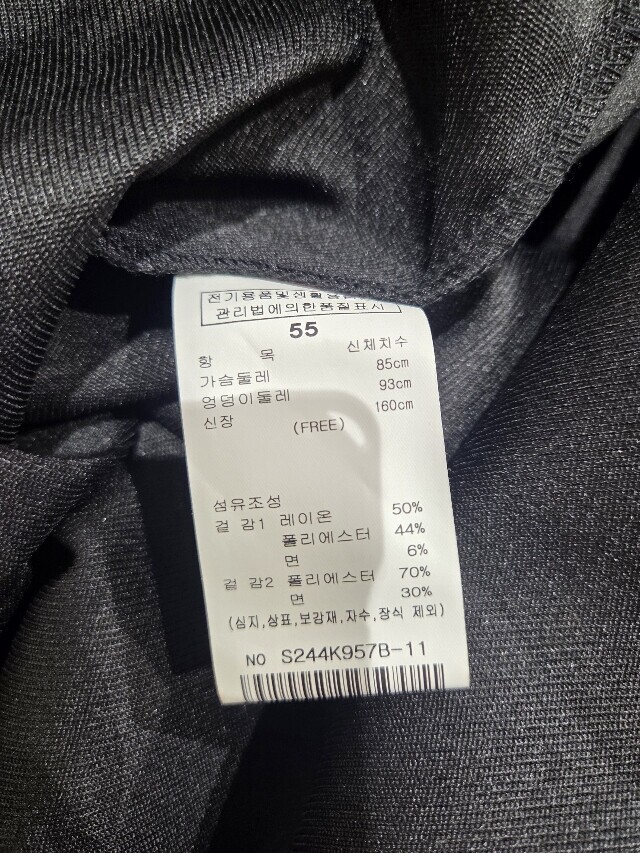 전기용품및생활용품
관리법에의한품질표시
55
항 목 신체치수
가슴둘레 85cm
엉덩이둘레 93cm
신장 160cm
(FREE)
섬유조성
겉 감1 레이온 50%
폴리에스터 44%
면 6%
겉 감2 폴리에스터 70%
면 30%
(심지,상표,보강재,자수,장식 제외)
NO S244K957B-11